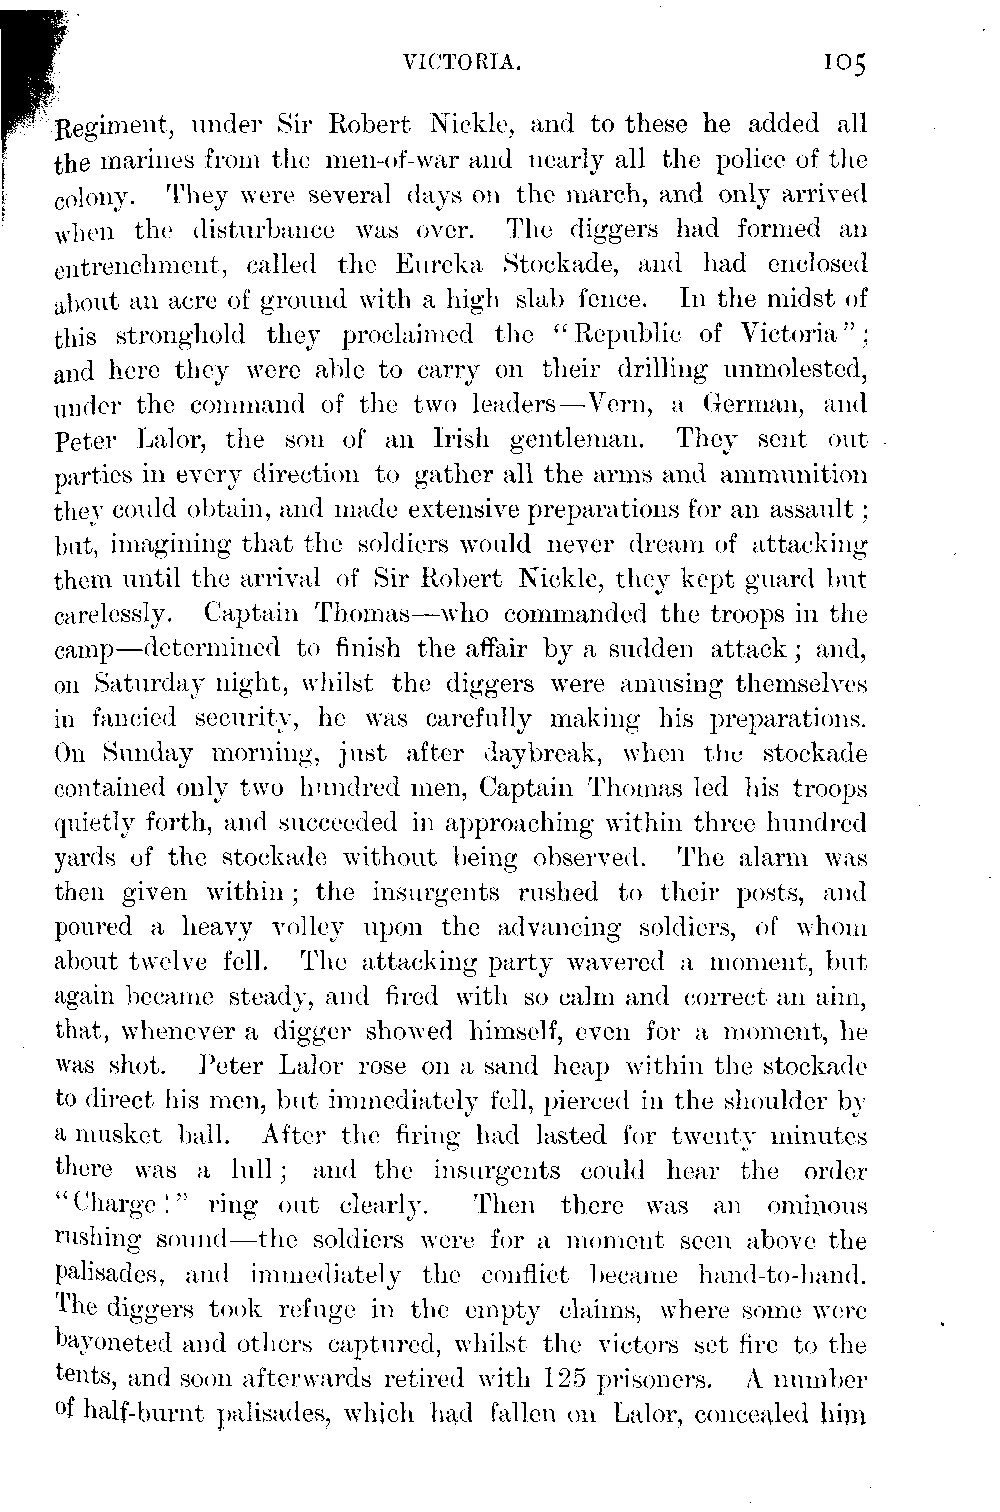 VICTORIA. 105
Regiment, under Sir Robert Nickle, and to these he added all
the marines from the men-of-war and nearly all the police of the
colony. They were several days on the march, and only arrived
when the disturbance was over. The diggers had formed an
entrenchment, called the Eureka Stockade, and had enclosed
about an acre of ground with a high slab fence. In the midst of
this stronghold they proclaimed the “Republic of Victoria”;
and here they were able to carry on their drilling unmolested,
under the command of the two leaders—Vern, a German, and
Peter Lalor, the son of an Irish gentleman. They sent out
parties in every direction to gather all the arms and ammunition
they could obtain, and made extensive preparations for an assault;
but, imagining that the soldiers would never dream of attacking
them until the arrival of Sir Robert Nickle, they kept guard but
carelessly. Captain Thomas—who commanded the troops in the
camp—determined to finish the affair by a sudden attack; and,
on Saturday night, whilst the diggers were amusing themselves
in fancied security, he was carefully making his preparations.
On Sunday morning, just after daybreak, when the stockade
contained only two hundred men, Captain Thomas led his troops
quietly forth, and succeeded in approaching within three hundred
yards of the stockade without being observed. The alarm was
then given within; the insurgents rushed to their posts, and
poured a heavy volley upon the advancing soldiers, of whom
about twelve fell. The attacking party wavered a moment, but
again became steady, and fired with so calm and correct an aim,
that, whenever a digger showed himself, even for a moment, he
was shot. Peter Lalor rose on a sand heap within the stockade
to direct his men, but immediately fell, pierced in the shoulder by
a musket ball. After the firing had lasted for twenty minutes
there was a lull; and the insurgents could hear the order
“Charge!” ring out clearly. Then there was an ominous
rushing sound—the soldiers were for a moment seen above the
palisades, and immediately the conflict became hand-to-hand.
The diggers took refuge in the empty claims, where some were
bayoneted and others captured, whilst the victors set fire to the
tents, and soon afterwards retired with 125 prisoners. A number
of half-burnt palisades, which had fallen on Lalor, concealed him